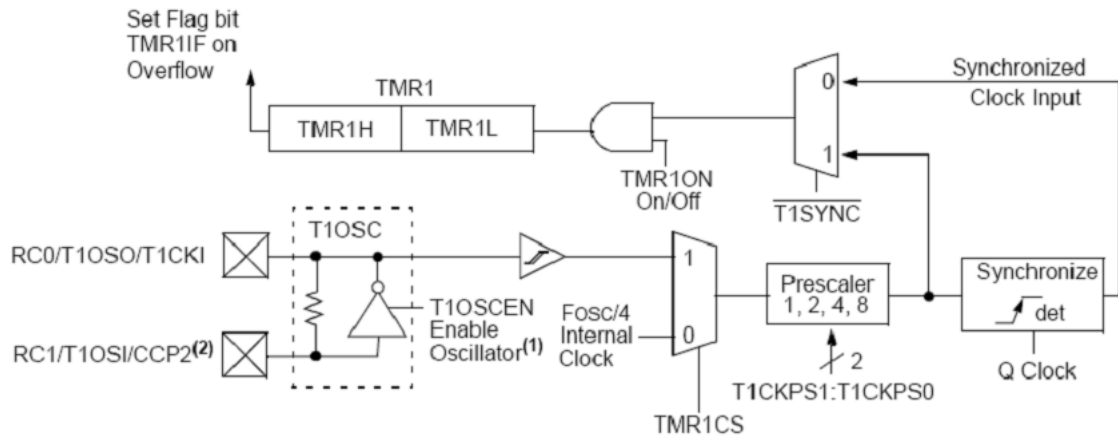 Set Flag bit
TMR1IF on
Overflow
TMR1
TMR1H
TMR1L
TMR1ON
On/Off
0
1
T1SYNC
Synchronized
Clock Input
T1OSC
RC0/T1OSO/T1CKI
RC1/T1OSI/CCP2(2)
T1OSCEN
Enable
Oscillator(1)
FOSC/4
Internal
Clock
1
0
TMR1CS
Prescaler
1, 2, 4, 8
2
T1CKPS1:T1CKPS0
Synchronize
det
Q Clock